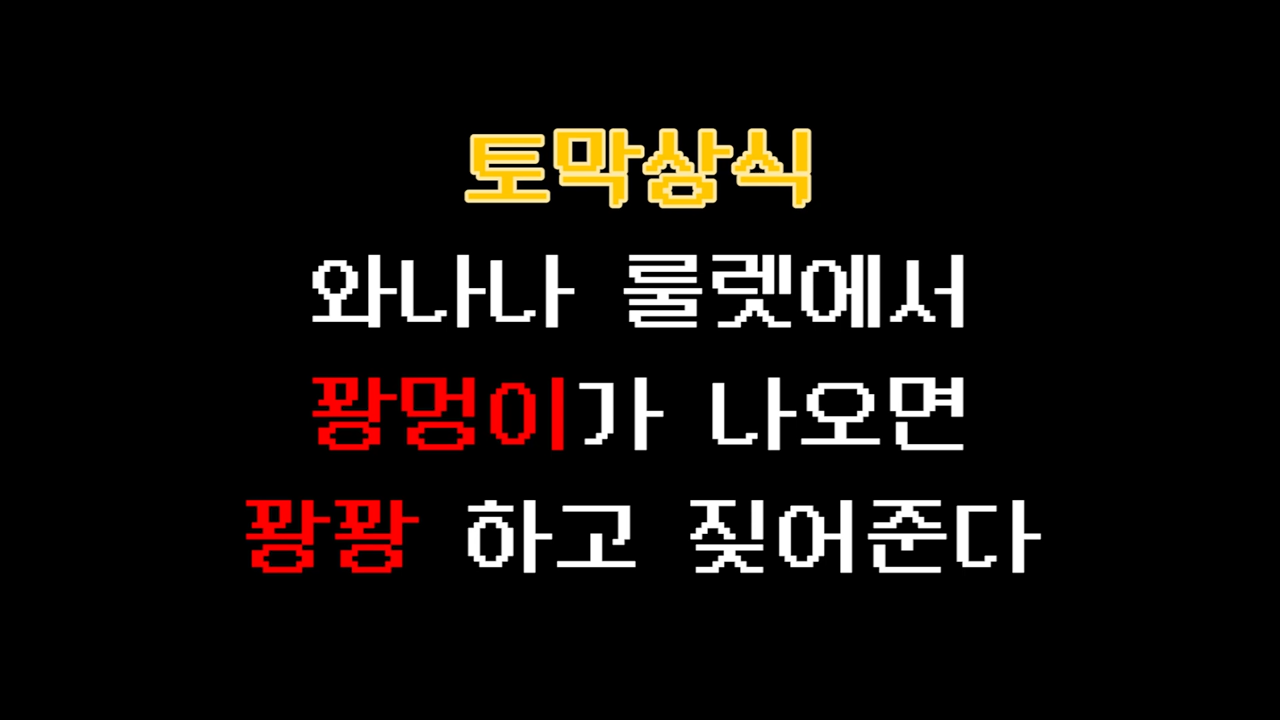 토막상식
와나나 룰렛에서
꽝멍이가 나오면
꽝꽝 하고 짖어준다